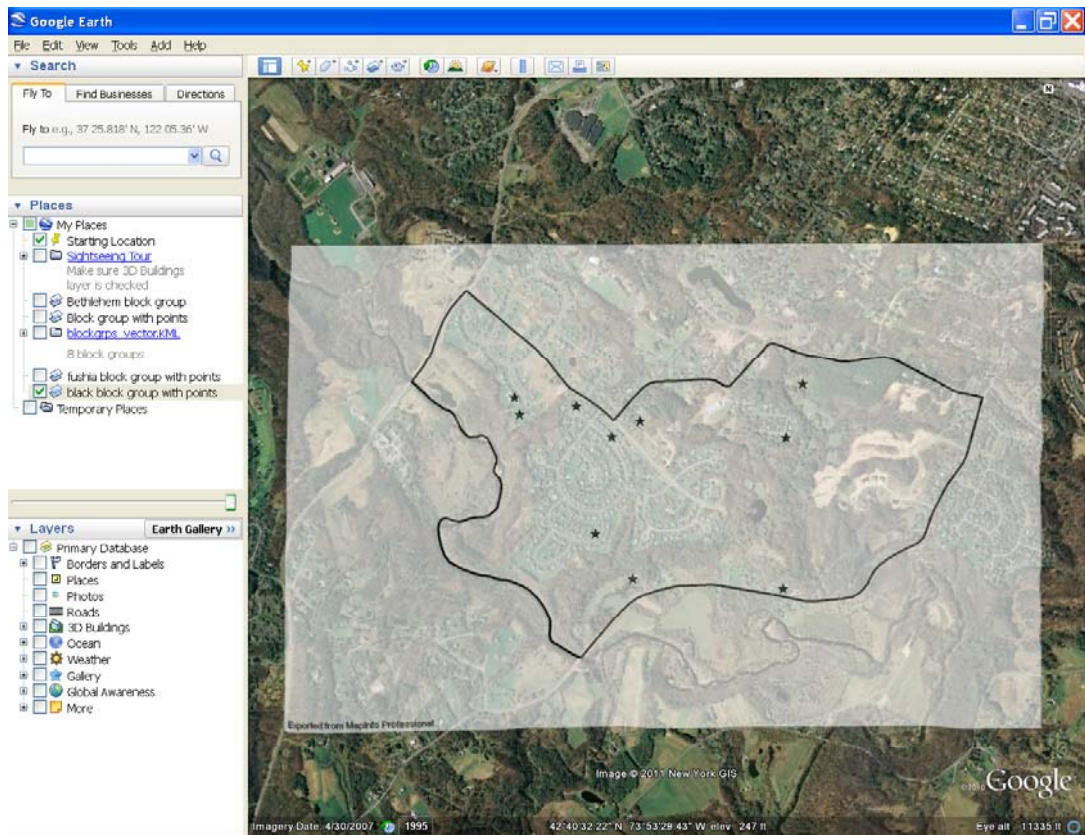 Google Earth
File Edit View Tools Add Help
Search
Fly To Find Businesses Directions
Fly to e.g., 37 25.818' N, 122 05.36' W
Places
My Places
Starting Location
Sightseeing Tour
Make sure 3D Buildings
layer is checked
Bethlehem block group
Block group with points
blockgrps_vector.KML
8 block groups
fushia block group with points
black block group with points
Temporary Places
Layers Earth Gallery >>
Primary Database
Borders and Labels
Places
Photos
Roads
3D Buildings
Ocean
Weather
Gallery
Global Awareness
More
N
Exported from MapInfo Professional
Image © 2011 New York GIS
©2010 Google
Imagery Date: 4/30/2007 1995 42°40'32.22" N 73°53'29.43" W elev 247 ft Eye alt 11335 ft